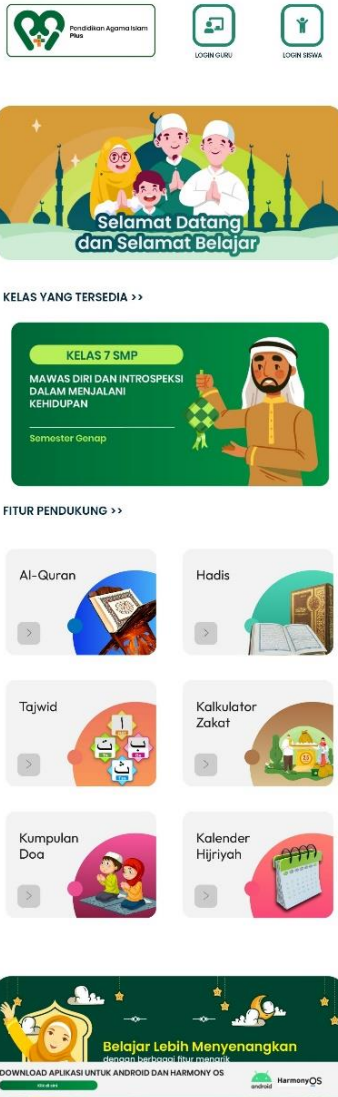 Pendidikan Agama Islam
Plus
LOGIN GURU
LOGIN SISWA
Selamat Datang
dan Selamat Belajar
KELAS YANG TERSEDIA >>
KELAS 7 SMP
MAWAS DIRI DAN INTROSPEKSI
DALAM MENJALANI
KEHIDUPAN
Semester Genap
FITUR PENDUKUNG >>
Al-Quran
Hadis
Tajwid
ا
ت
ب
ث
Kalkulator
Zakat
Kumpulan
Doa
Kalender
Hijriyah
Belajar Lebih Menyenangkan
dengan berbagai fitur menarik
DOWNLOAD APLIKASI UNTUK ANDROID DAN HARMONY OS
android
HarmonyOS